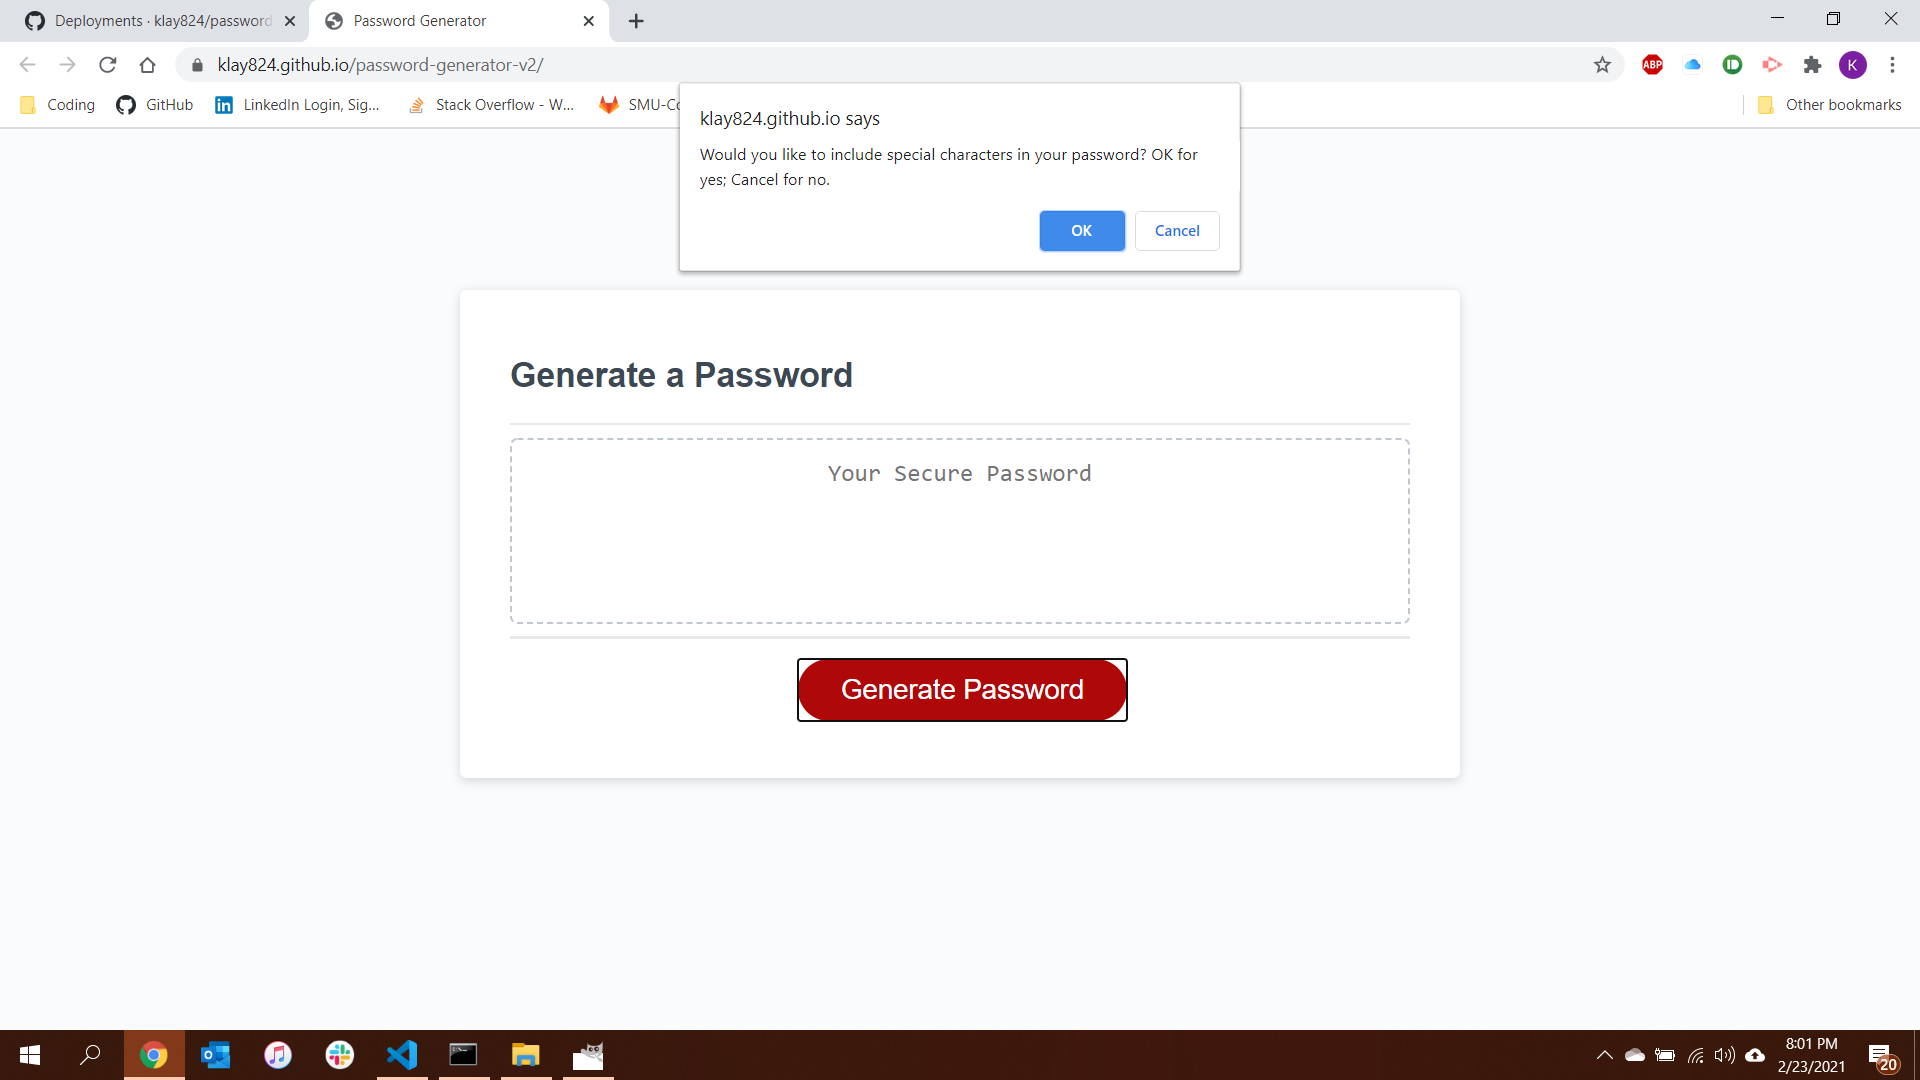 Deployments · klay824/password
Password Generator
klay824.github.io/password-generator-v2/
ABP
K
Coding
GitHub
in
LinkedIn Login, Sig...
Stack Overflow - W...
SMU-Co
Other bookmarks
klay824.github.io says
Would you like to include special characters in your password? OK for
yes; Cancel for no.
OK
Cancel
Generate a Password
Your Secure Password
Generate Password
8:01 PM
2/23/2021
20